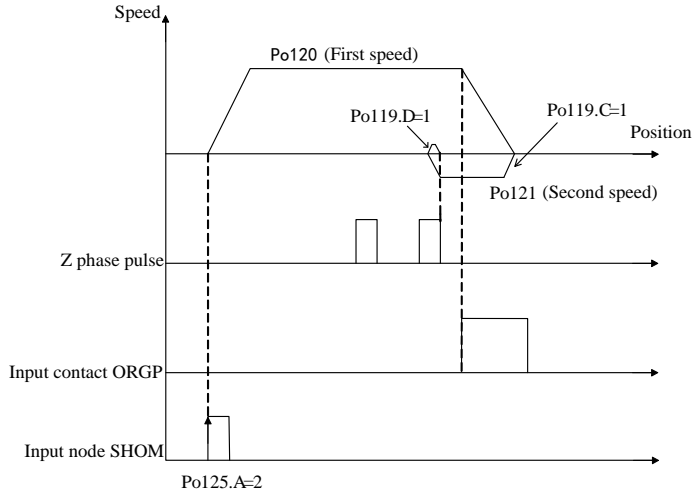 Speed
Po120 (First speed)
Po119.D=1
Po119.C=1
Position
Po121 (Second speed)
Z phase pulse
Input contact ORGP
Input node SHOM
Po125.A=2